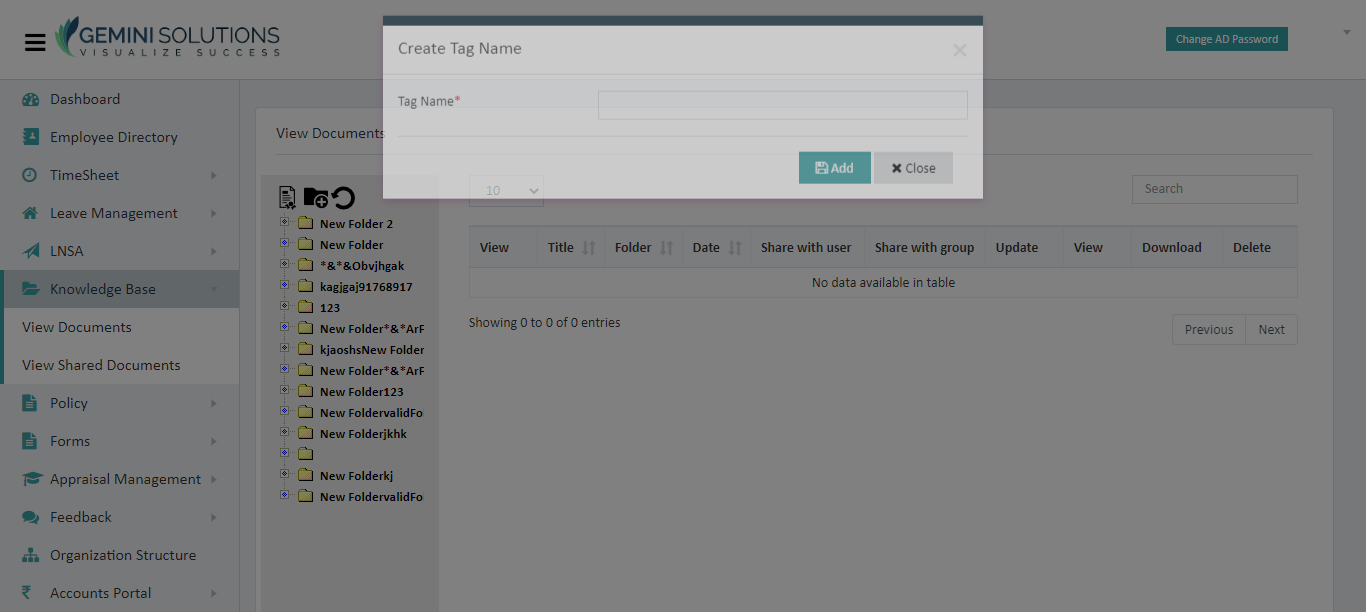 GEMINI SOLUTIONS
VISUALIZE SUCCESS
Create Tag Name
×
Change AD Password
Tag Name*
Add
Close
Dashboard
Employee Directory
TimeSheet
Leave Management
LNSA
Knowledge Base
View Documents
View Shared Documents
Policy
Forms
Appraisal Management
Feedback
Organization Structure
Accounts Portal
View Documents
New Folder 2
New Folder
*&*&Obvjhgak
kagjgaj91768917
123
New Folder*&*ArF
kjaoshsNew Folder
New Folder*&*ArF
New Folder123
New FoldervalidFo
New Folderjkhk
New Folderkj
New FoldervalidFo
10
Search
View Title Folder Date Share with user Share with group Update View Download Delete
No data available in table
Showing 0 to 0 of 0 entries
Previous Next